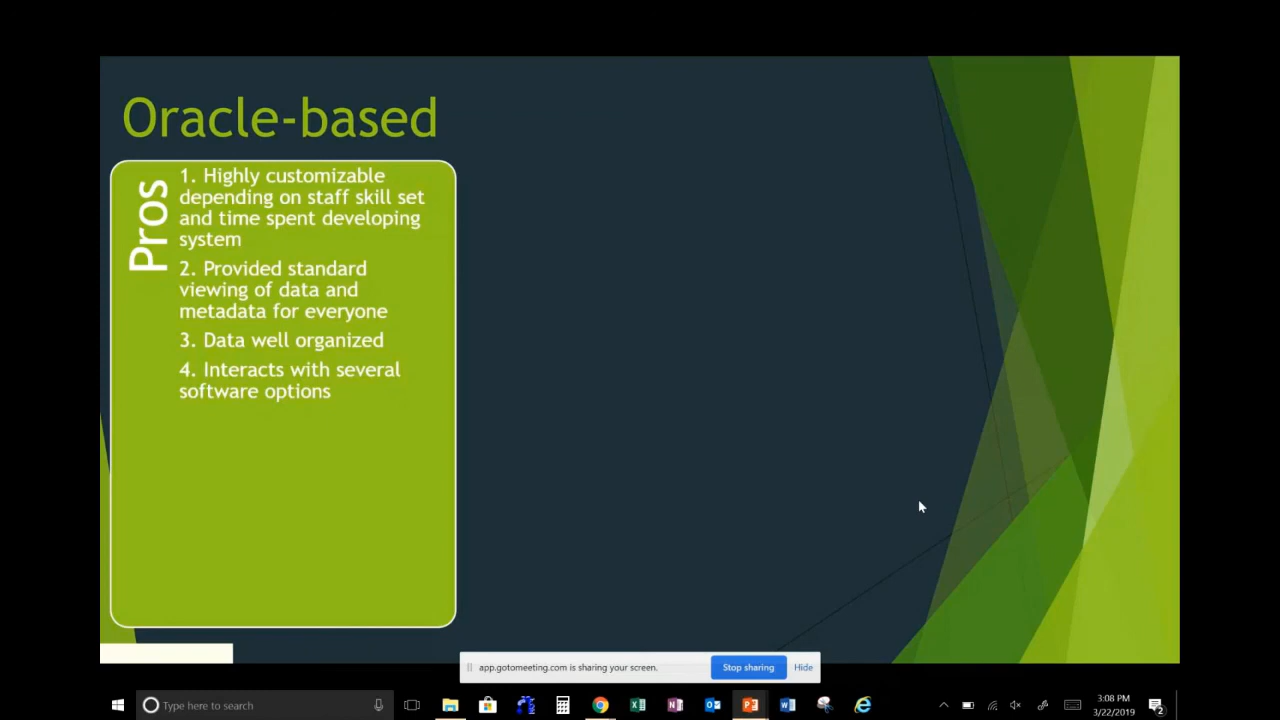 Oracle-based
Pros
1. Highly customizable
depending on staff skill set
and time spent developing
system
2. Provided standard
viewing of data and
metadata for everyone
3. Data well organized
4. Interacts with several
software options
app.gotomeeting.com is sharing your screen.
Stop sharing
Hide
Type here to search
3:08 PM
3/22/2019
2